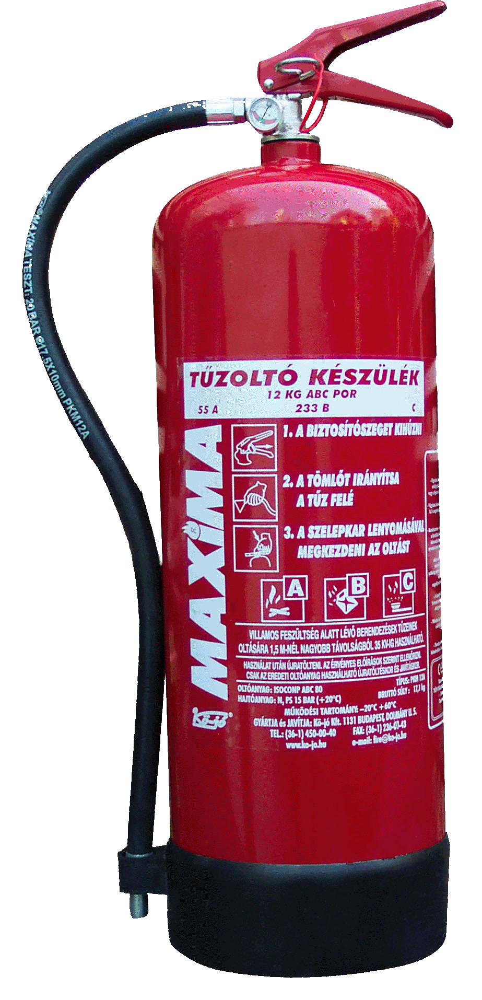 Kö-jó® MAXIMA TESZT: 20 BAR Ø17,5X10mm PKM12A
TŰZOLTÓ KÉSZÜLÉK
12 KG ABC POR
55 A 233 B C
MAXIMA
®
1. A BIZTOSÍTÓSZEGET KIHÚZNI
2. A TÖMLŐT IRÁNYÍTSA
A TŰZ FELÉ
3. A SZELEPKAR LENYOMÁSÁVAL
MEGKEZDENI AZ OLTÁST
A B C
VILLAMOS FESZÜLTSÉG ALATT LÉVŐ BERENDEZÉSEK TÜZEINEK
OLTÁSÁRA 1,5 M-NÉL NAGYOBB TÁVOLSÁGBÓL 35 KV-IG HASZNÁLHATÓ.
HASZNÁLAT UTÁN ÚJRATÖLTENI. AZ ÉRVÉNYES ELŐÍRÁSOK SZERINT ELLENŐRIZNI.
CSAK AZ EREDETI OLTÓANYAG HASZNÁLHATÓ ÚJRATÖLTÉSKOR ÉS JAVÍTÁSKOR.
OLTÓANYAG: ISOCONP ABC 80 TÍPUS: PKM 12A
HAJTÓANYAG: N, PS 15 BAR (+20°C) BRUTTÓ SÚLY: 17,1 kg
MŰKÖDÉSI TARTOMÁNY: –20°C +60°C
GYÁRTJA és JAVÍTJA: Kö-jó Kft. 1131 BUDAPEST, DOLMÁNY U. 5.
TEL.: (36-1) 450-00-40 FAX: (36-1) 236-01-43
www.ko-jo.hu e-mail: fire@ko-jo.hu
Kö-jó®